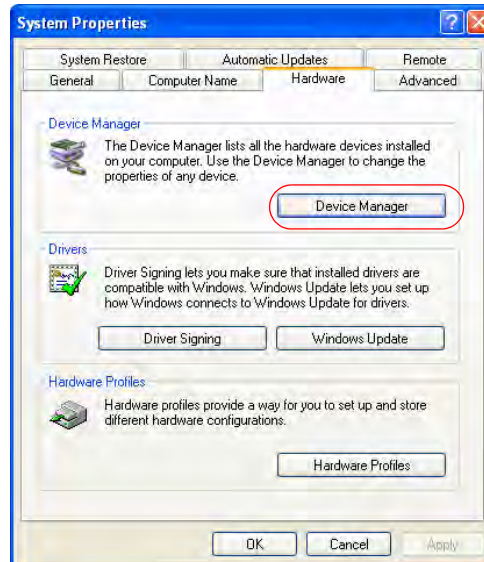 System Properties
System Restore Automatic Updates Remote
General Computer Name Hardware Advanced
Device Manager
The Device Manager lists all the hardware devices installed
on your computer. Use the Device Manager to change the
properties of any device.
Device Manager
Drivers
Driver Signing lets you make sure that installed drivers are
compatible with Windows. Windows Update lets you set up
how Windows connects to Windows Update for drivers.
Driver Signing Windows Update
Hardware Profiles
Hardware profiles provide a way for you to set up and store
different hardware configurations.
Hardware Profiles
OK Cancel Apply